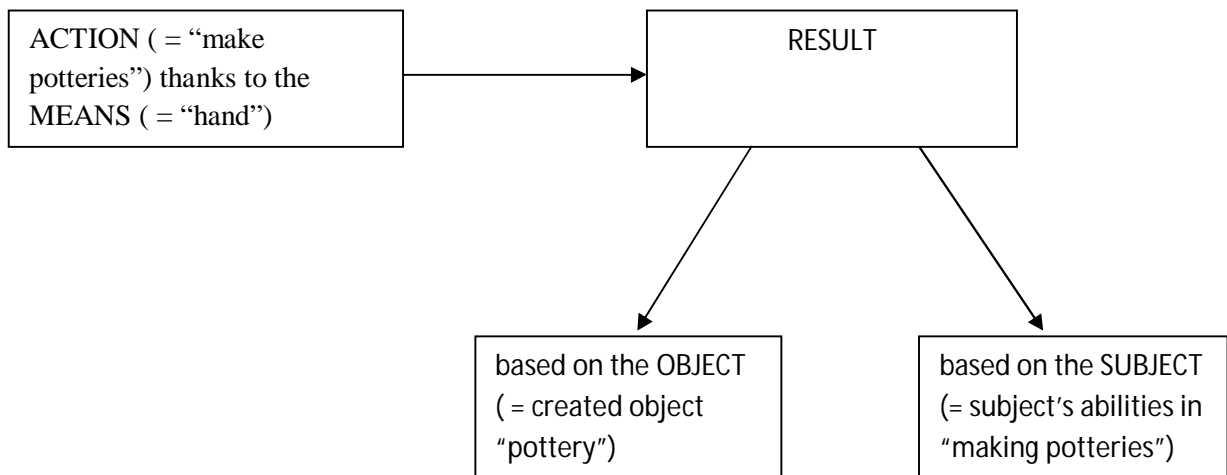 ACTION ( = “make
potteries”) thanks to the
MEANS ( = “hand”)
RESULT
based on the OBJECT
( = created object
“pottery”)
based on the SUBJECT
(= subject's abilities in
“making potteries”)